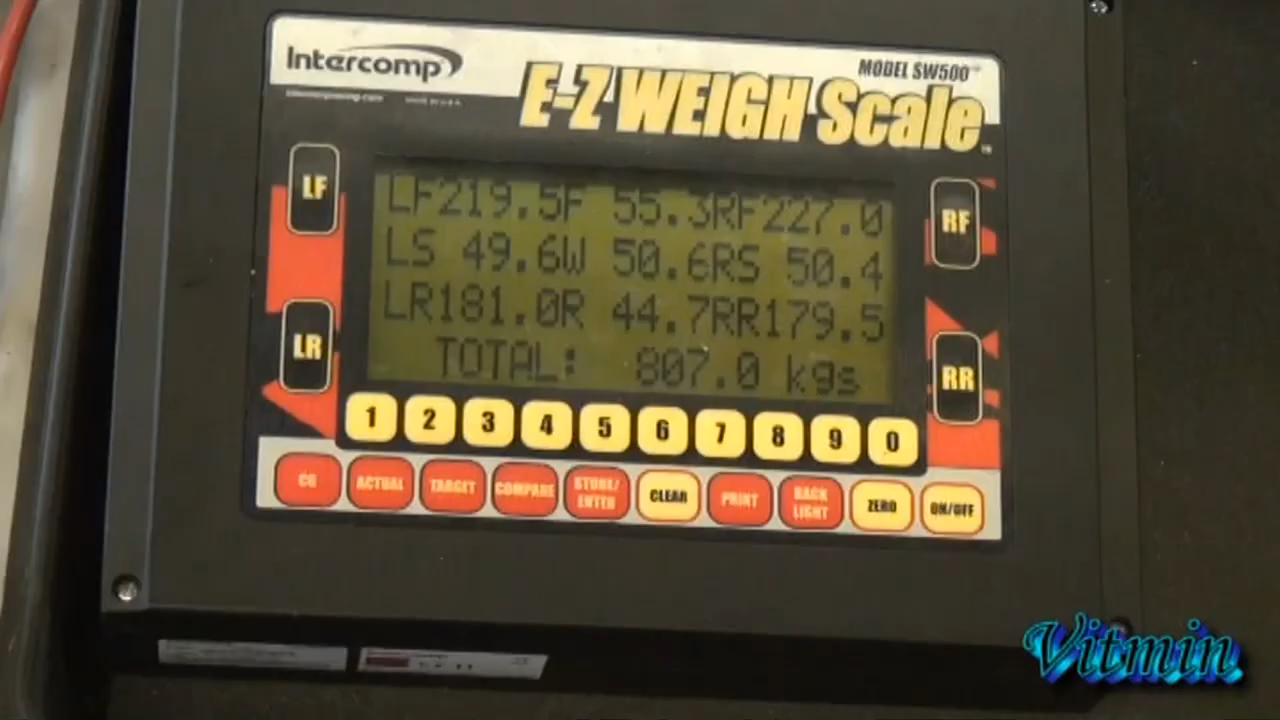 Intercomp
MODEL SW500™
E-Z WEIGH Scale™
LF
RF
LR
RR
LF219.5F 55.3RF227.0
LS 49.6W 50.6RS 50.4
LR181.0R 44.7RR179.5
TOTAL: 807.0 kgs
1 2 3 4 5 6 7 8 9 0
CG ACTUAL TARGET COMPARE STORE/ENTER CLEAR PRINT BACK LIGHT ZERO ON/OFF
Vitmin